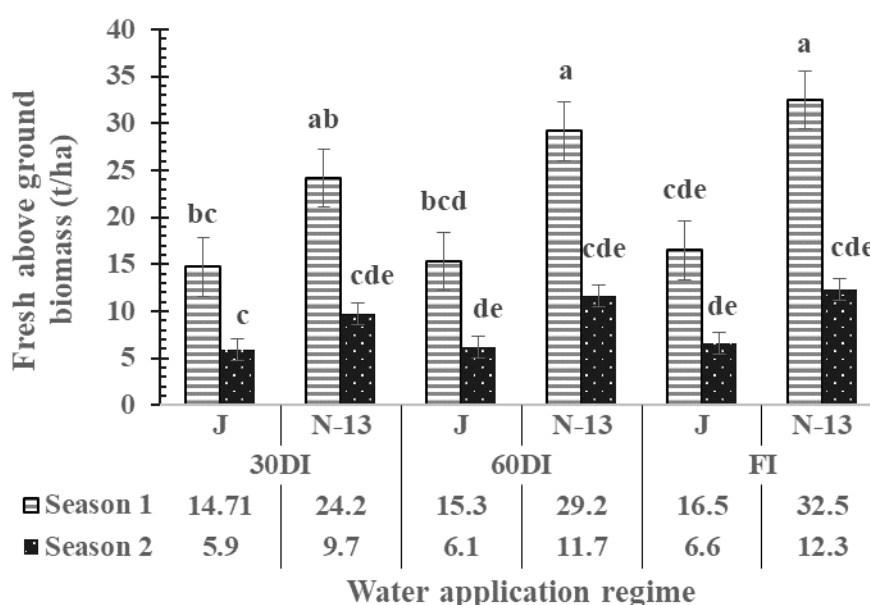 Fresh above ground
biomass (t/ha)
40
35
30
25
20
15
10
5
0
bc
c
ab
cde
bcd
de
a
cde
cde
de
a
cde
J N-13 J N-13 J N-13
30DI 60DI FI
Season 1 14.71 24.2 15.3 29.2 16.5 32.5
Season 2 5.9 9.7 6.1 11.7 6.6 12.3
Water application regime